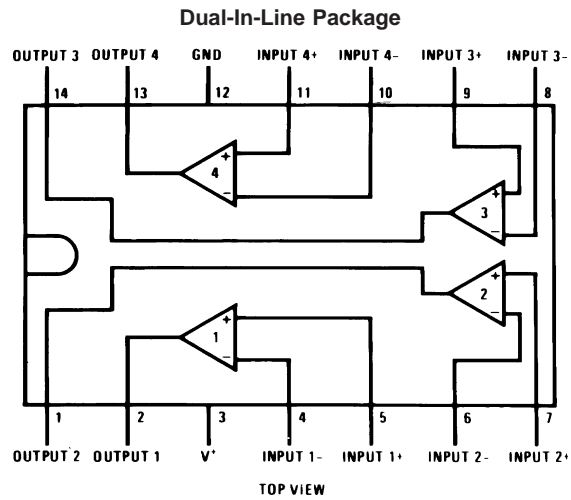 Dual-In-Line Package
OUTPUT 3 OUTPUT 4 GND INPUT 4+ INPUT 4− INPUT 3+ INPUT 3−
14 13 12 11 10 9 8
+
4
−
+
3
−
+
2
−
+
1
−
1 2 3 4 5 6 7
OUTPUT 2 OUTPUT 1 V+ INPUT 1− INPUT 1+ INPUT 2− INPUT 2+
TOP VIEW